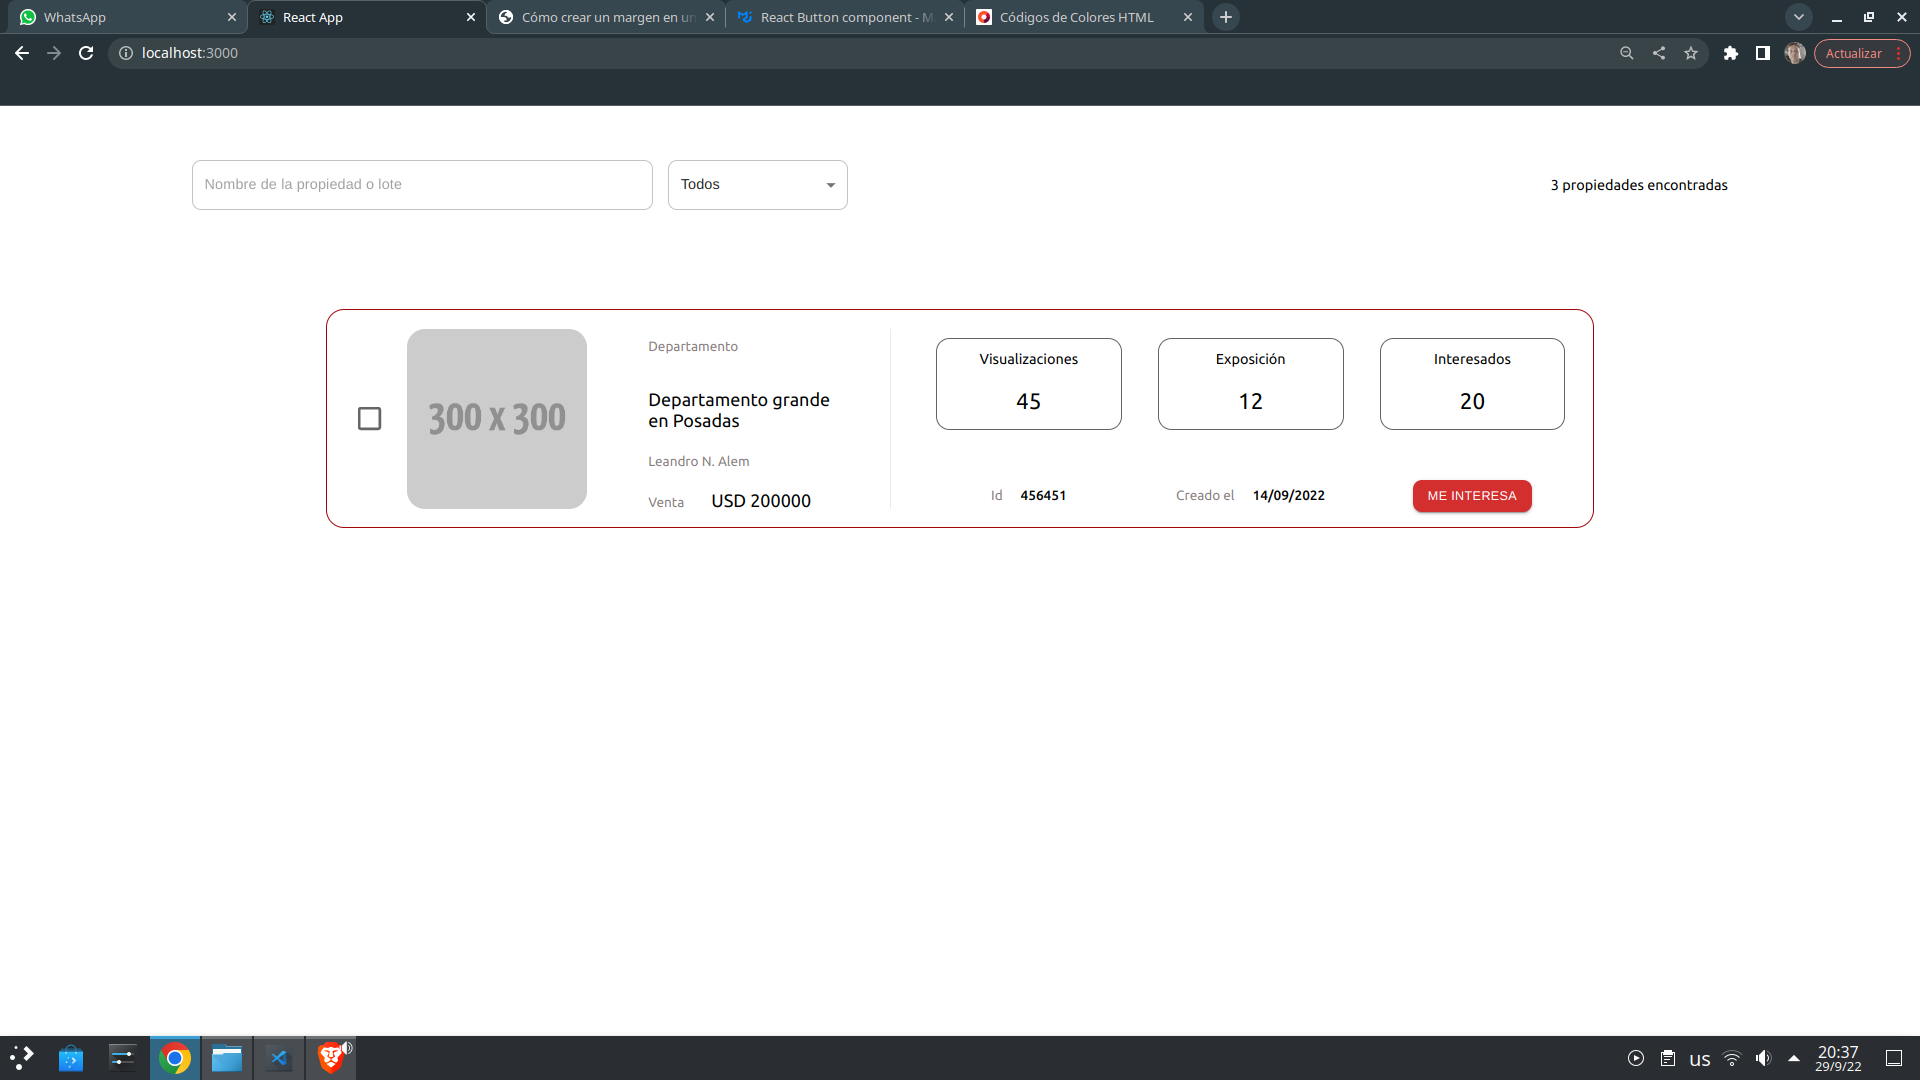 WhatsApp
React App
Cómo crear un margen en un
React Button component - M
Códigos de Colores HTML
localhost:3000
Actualizar
Nombre de la propiedad o lote
Todos
3 propiedades encontradas
300 x 300
Departamento
Departamento grande
en Posadas
Leandro N. Alem
Venta USD 200000
Visualizaciones
45
Exposición
12
Interesados
20
Id 456451
Creado el 14/09/2022
ME INTERESA
us
20:37
29/9/22